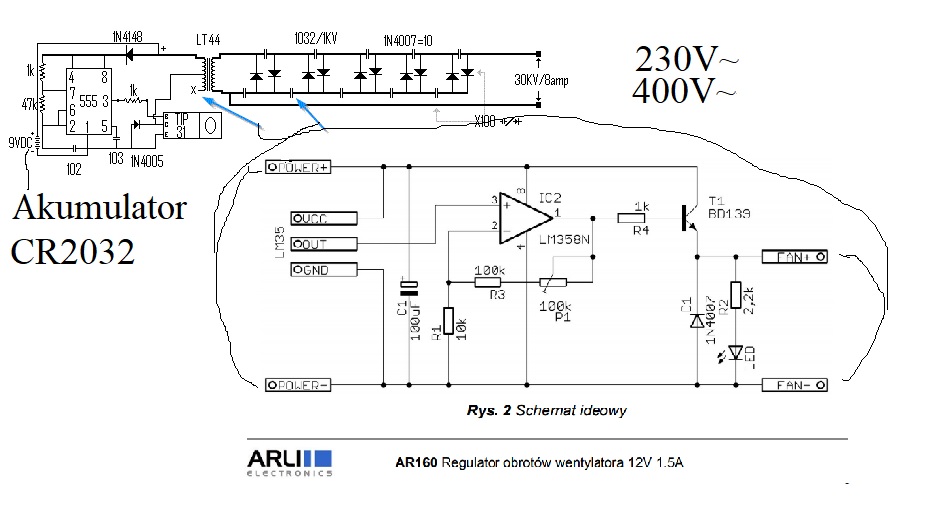 1N4148
+
LT44
1032/1KV
1N4007=10
230V~
400V~
1k
4
8
7
555
3
1k
47k
6
2
1
5
X
TIP
31
30KV/8amp
X100
9VDC
103
1N4005
102
Akumulator
CR2032
POWER+
VCC
LM35
OUT
GND
3
+
8
IC2
1
2
-
4
LM358N
1k
R4
T1
BD139
FAN+
100k
R3
100k
P1
C1
100uF
R1
10k
D1
1N4007
R2
2,2k
LED
POWER-
FAN-
Rys. 2 Schemat ideowy
ARLI
ELECTRONICS
AR160 Regulator obrotów wentylatora 12V 1.5A